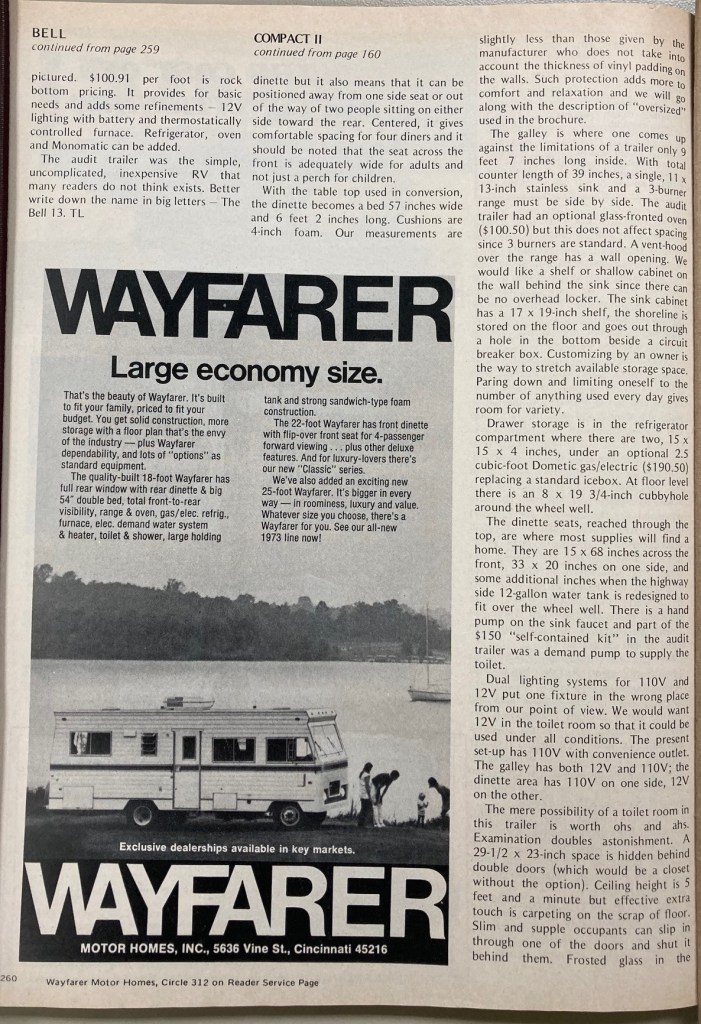 BELL
continued from page 259
pictured. $100.91 per foot is rock
bottom pricing. It provides for basic
needs and adds some refinements — 12V
lighting with battery and thermostatically
controlled furnace. Refrigerator, oven
and Monomatic can be added.
The audit trailer was the simple,
uncomplicated, inexpensive RV that
many readers do not think exists. Better
write down the name in big letters — The
Bell 13. TL
COMPACT II
continued from page 160
dinette but it also means that it can be
positioned away from one side seat or out
of the way of two people sitting on either
side toward the rear. Centered, it gives
comfortable spacing for four diners and it
should be noted that the seat across the
front is adequately wide for adults and
not just a perch for children.
With the table top used in conversion,
the dinette becomes a bed 57 inches wide
and 6 feet 2 inches long. Cushions are
4-inch foam. Our measurements are
slightly less than those given by the
manufacturer who does not take into
account the thickness of vinyl padding on
the walls. Such protection adds more to
comfort and relaxation and we will go
along with the description of "oversized"
used in the brochure.
The galley is where one comes up
against the limitations of a trailer only 9
feet 7 inches long inside. With total
counter length of 39 inches, a single, 11 x
13-inch stainless sink and a 3-burner
range must be side by side. The audit
trailer had an optional glass-fronted oven
($100.50) but this does not affect spacing
since 3 burners are standard. A vent-hood
over the range has a wall opening. We
would like a shelf or shallow cabinet on
the wall behind the sink since there can
be no overhead locker. The sink cabinet
has a 17 x 19-inch shelf, the shoreline is
stored on the floor and goes out through
a hole in the bottom beside a circuit
breaker box. Customizing by an owner is
the way to stretch available storage space.
Paring down and limiting oneself to the
number of anything used every day gives
room for variety.
Drawer storage is in the refrigerator
compartment where there are two, 15 x
15 x 4 inches, under an optional 2.5
cubic-foot Dometic gas/electric ($190.50)
replacing a standard icebox. At floor level
there is an 8 x 19 3/4-inch cubbyhole
around the wheel well.
The dinette seats, reached through the
top, are where most supplies will find a
home. They are 15 x 68 inches across the
front, 33 x 20 inches on one side, and
some additional inches when the highway
side 12-gallon water tank is redesigned to
fit over the wheel well. There is a hand
pump on the sink faucet and part of the
$150 "self-contained kit" in the audit
trailer was a demand pump to supply the
toilet.
Dual lighting systems for 110V and
12V put one fixture in the wrong place
from our point of view. We would want
12V in the toilet room so that it could be
used under all conditions. The present
set-up has 110V with convenience outlet.
The galley has both 12V and 110V; the
dinette area has 110V on one side, 12V
on the other.
The mere possibility of a toilet room in
this trailer is worth ohs and ahs.
Examination doubles astonishment. A
29-1/2 x 23-inch space is hidden behind
double doors (which would be a closet
without the option). Ceiling height is 5
feet and a minute but effective extra
touch is carpeting on the scrap of floor.
Slim and supple occupants can slip in
through one of the doors and shut it
behind them. Frosted glass in the
WAYFARER
Large economy size.
That's the beauty of Wayfarer. It's built
to fit your family, priced to fit your
budget. You get solid construction, more
storage with a floor plan that's the envy
of the industry — plus Wayfarer
dependability, and lots of "options" as
standard equipment.
The quality-built 18-foot Wayfarer has
full rear window with rear dinette & big
54" double bed, total front-to-rear
visibility, range & oven, gas/elec. refrig.,
furnace, elec. demand water system
& heater, toilet & shower, large holding
tank and strong sandwich-type foam
construction.
The 22-foot Wayfarer has front dinette
with flip-over front seat for 4-passenger
forward viewing . . . plus other deluxe
features. And for luxury-lovers there's
our new "Classic" series.
We've also added an exciting new
25-foot Wayfarer. It's bigger in every
way — in roominess, luxury and value.
Whatever size you choose, there's a
Wayfarer for you. See our all-new
1973 line now!
Exclusive dealerships available in key markets.
WAYFARER
MOTOR HOMES, INC., 5636 Vine St., Cincinnati 45216
260
Wayfarer Motor Homes, Circle 312 on Reader Service Page